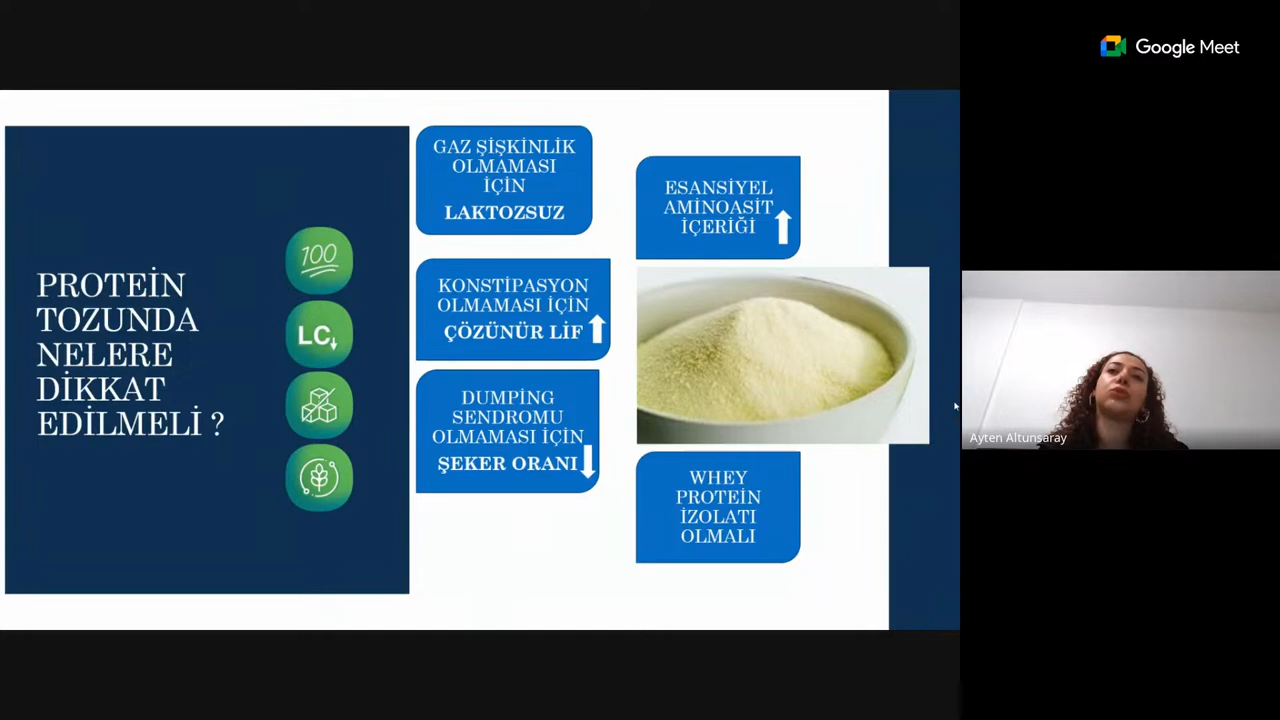 Google Meet
PROTEİN
TOZUNDA
NELERE
DİKKAT
EDİLMELİ ?
100
LC
GAZ ŞİŞKİNLİK
OLMAMASI
İÇİN
LAKTOZSUZ
KONSTİPASYON
OLMAMASI İÇİN
ÇÖZÜNÜR LİF
DUMPİNG
SENDROMU
OLMAMASI İÇİN
ŞEKER ORANI
ESANSİYEL
AMİNOASİT
İÇERİĞİ
WHEY
PROTEİN
İZOLATI
OLMALI
Ayten Altunsaray